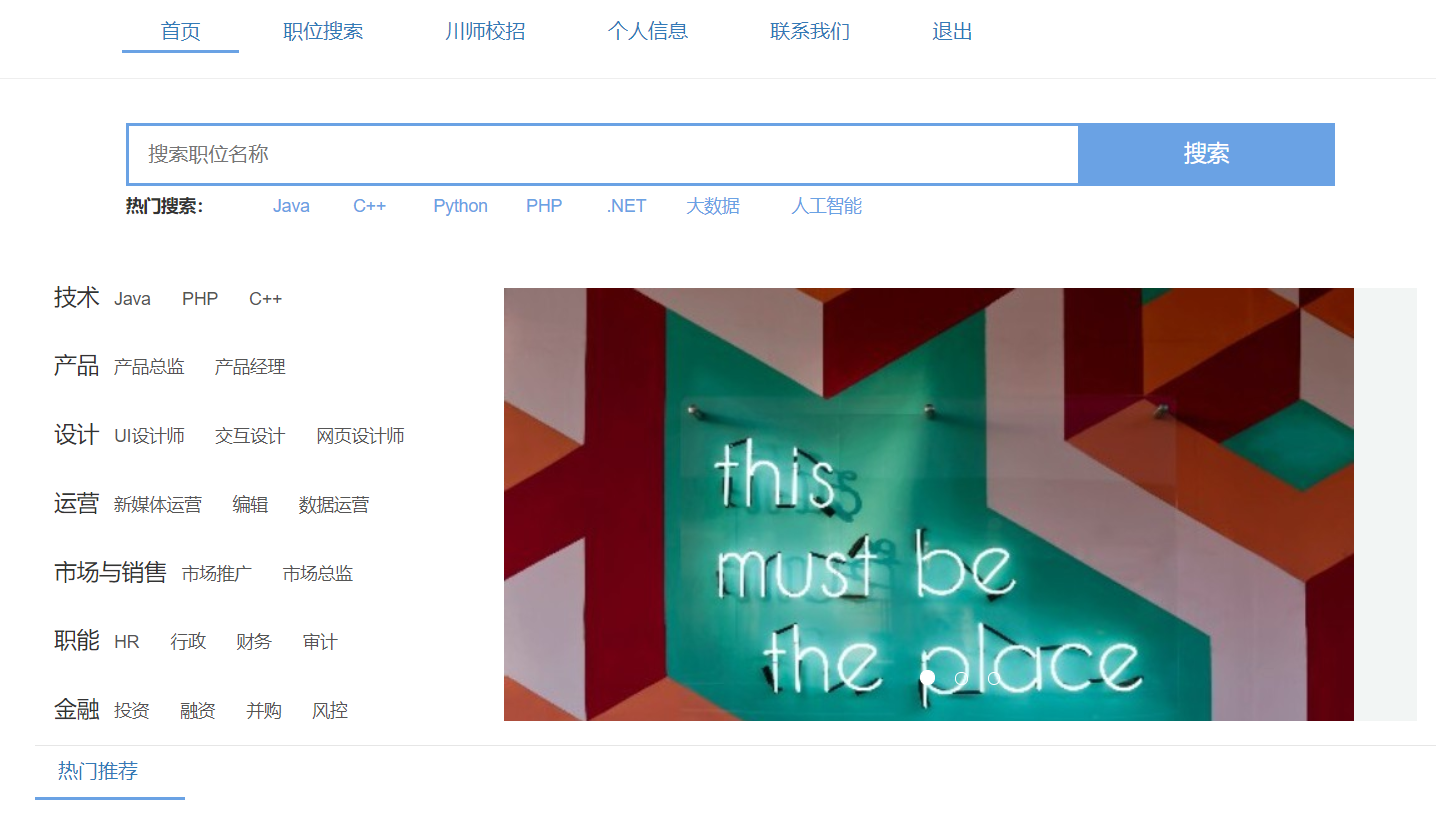 首页 职位搜索 川师校招 个人信息 联系我们 退出
搜索职位名称 搜索
热门搜索： Java C++ Python PHP .NET 大数据 人工智能
技术 Java PHP C++
产品 产品总监 产品经理
设计 UI设计师 交互设计 网页设计师
运营 新媒体运营 编辑 数据运营
市场与销售 市场推广 市场总监
职能 HR 行政 财务 审计
金融 投资 融资 并购 风控
this
must be
the place
热门推荐